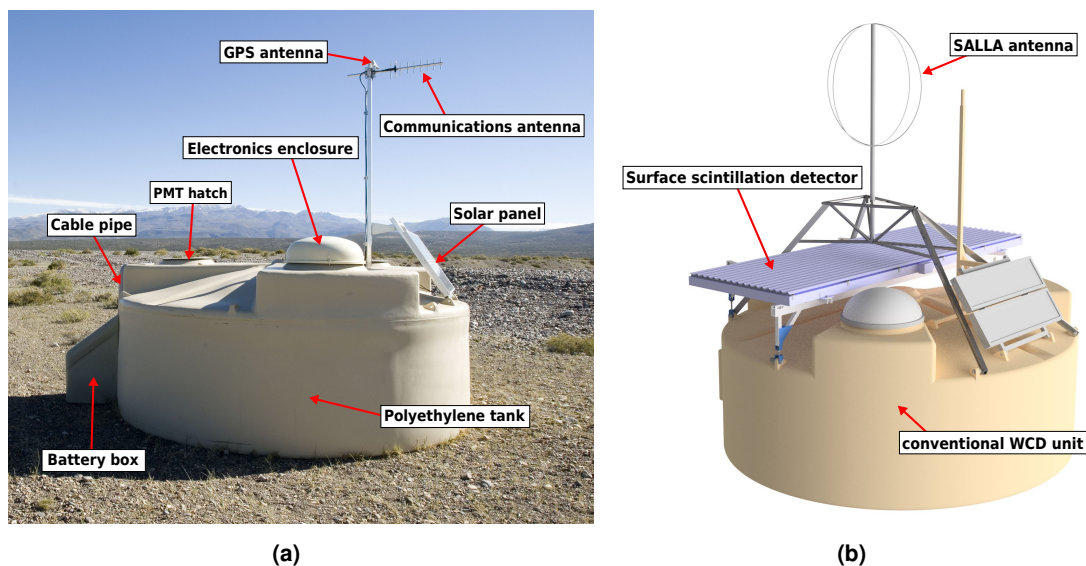 GPS antenna
Communications antenna
Electronics enclosure
PMT hatch
Cable pipe
Solar panel
Polyethylene tank
Battery box
(a)
SALLA antenna
Surface scintillation detector
conventional WCD unit
(b)